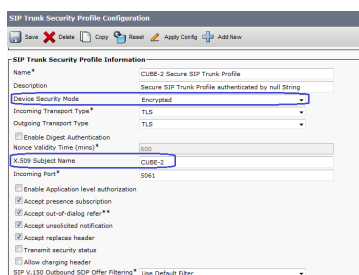 SIP Trunk Security Profile Configuration
Save Delete Copy Reset Apply Config Add New
SIP Trunk Security Profile Information
Name* CUBE-2 Secure SIP Trunk Profile
Description Secure SIP Trunk Profile authenticated by null String
Device Security Mode Encrypted
Incoming Transport Type* TLS
Outgoing Transport Type TLS
Enable Digest Authentication
Nonce Validity Time (mins)* 600
X.509 Subject Name CUBE-2
Incoming Port* 5061
Enable Application level authorization
Accept presence subscription
Accept out-of-dialog refer**
Accept unsolicited notification
Accept replaces header
Transmit security status
Allow charging header
SIP V.150 Outbound SDP Offer Filtering* Use Default Filter